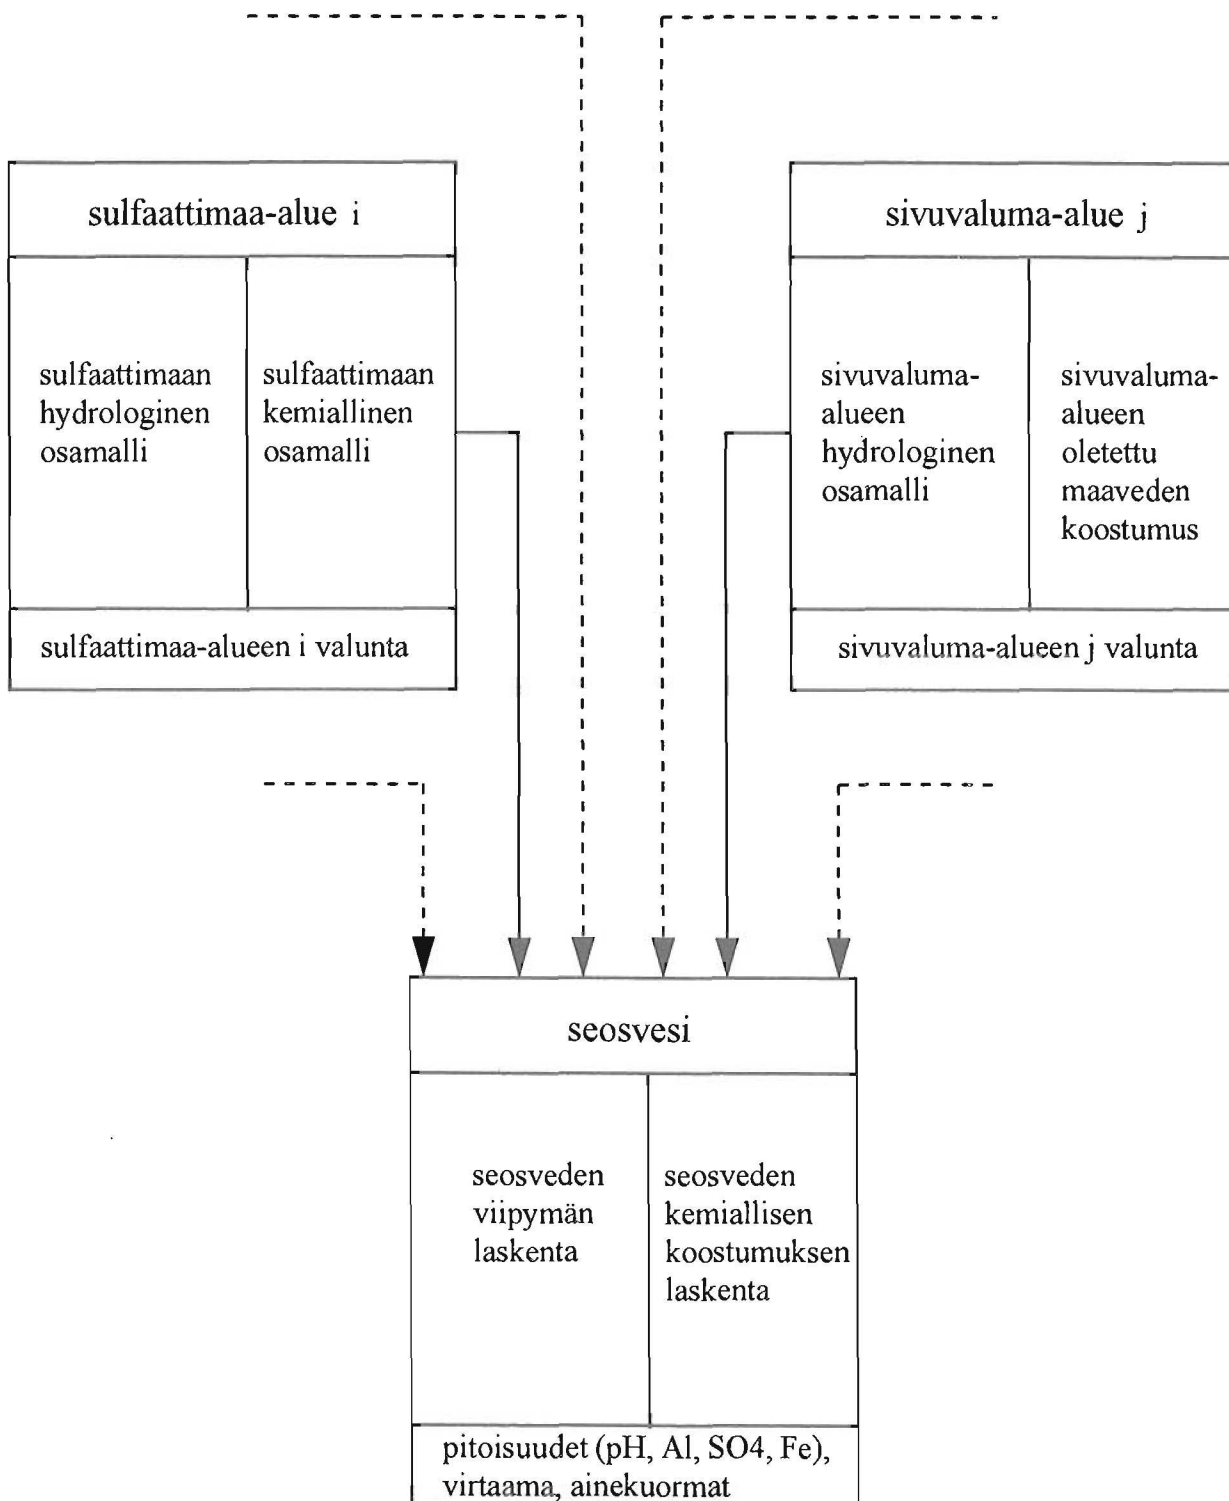 sulfaattimaa-alue i
sulfaattimaan
hydrologinen
osamalli
sulfaattimaan
kemiallinen
osamalli
sulfaattimaa-alueen i valunta
sivuvaluma-alue j
sivuvaluma-
alueen
hydrologinen
osamalli
sivuvaluma-
alueen
oletettu
maaveden
koostumus
sivuvaluma-alueen j valunta
seosvesi
seosveden
viipymän
laskenta
seosveden
kemiallisen
koostumuksen
laskenta
pitoisuudet (pH, Al, SO4, Fe),
virtaama, ainekuormat